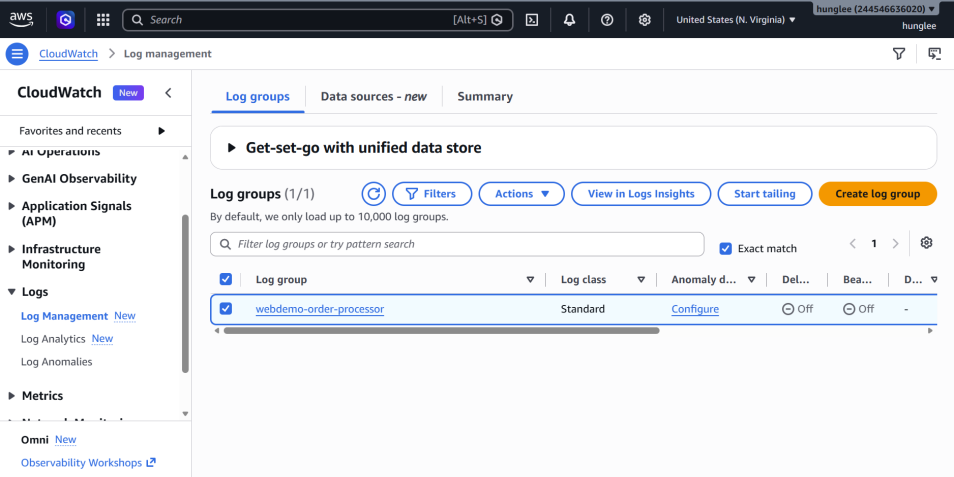 aws
Search
[Alt+S]
United States (N. Virginia) ▼
hunglee (244546636020) ▼
hunglee
CloudWatch
Log management
CloudWatch
New
Favorites and recents
AI Operations
GenAI Observability
Application Signals
(APM)
Infrastructure
Monitoring
Logs
Log Management New
Log Analytics New
Log Anomalies
Metrics
Omni New
Observability Workshops
Log groups
Data sources - new
Summary
Get-set-go with unified data store
Log groups (1/1)
Filters
Actions ▼
View in Logs Insights
Start tailing
Create log group
By default, we only load up to 10,000 log groups.
Filter log groups or try pattern search
Exact match
1
Log group
Log class
Anomaly d...
Del...
Bea...
D...
webdemo-order-processor
Standard
Configure
Off
Off
-